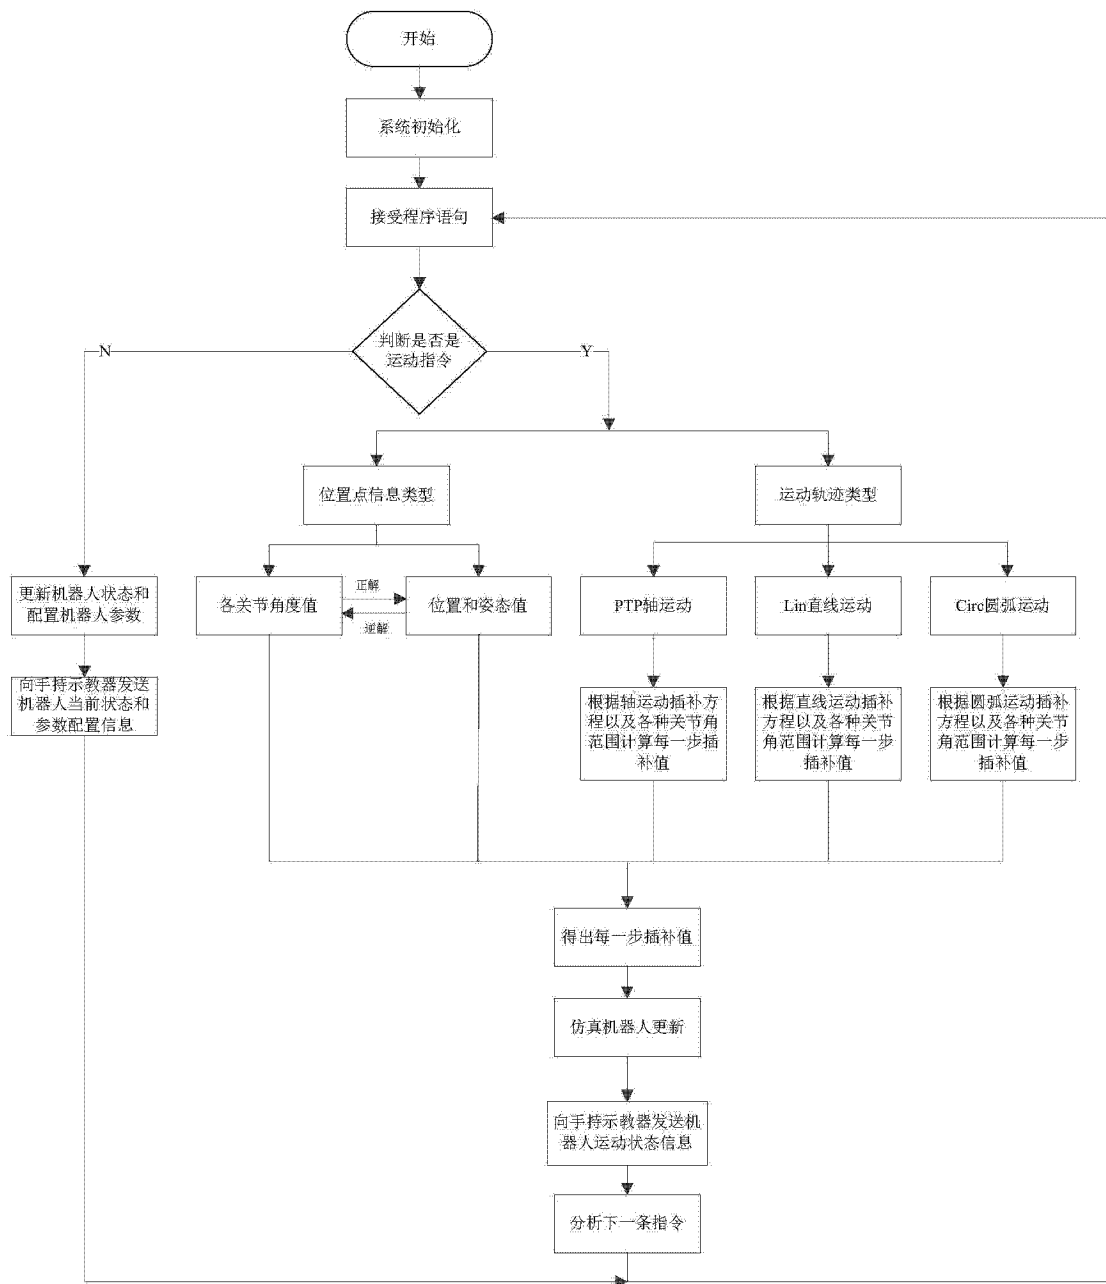 开始
系统初始化
接受程序语句
判断是否是
运动指令
N
Y
位置点信息类型
运动轨迹类型
更新机器人状态和
配置机器人参数
各关节角度值
正解
逆解
位置和姿态值
PTP轴运动
Lin直线运动
Circ圆弧运动
向手持示教器发送
机器人当前状态和
参数配置信息
根据轴运动插补方
程以及各种关节角
范围计算每一步插
补值
根据直线运动插补
方程以及各种关节
角范围计算每一步
插补值
根据圆弧运动插补
方程以及各种关节
角范围计算每一步
插补值
得出每一步插补值
仿真机器人更新
向手持示教器发送机
器人运动状态信息
分析下一条指令